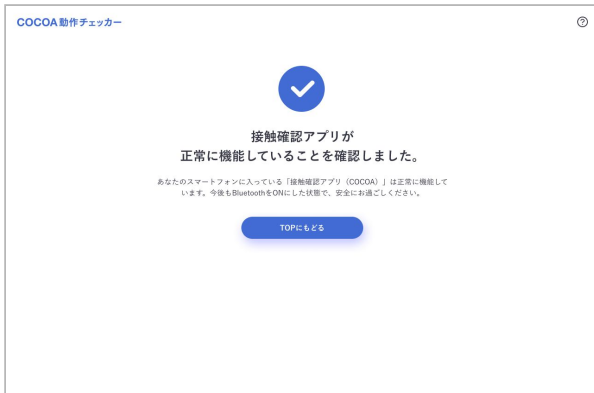 COCOA動作チェッカー
接触確認アプリが
正常に機能していることを確認しました。
あなたのスマートフォンに入っている「接触確認アプリ（COCOA）」は正常に機能して
います。今後もBluetoothをONにした状態で、安全にお過ごしください。
TOPにもどる